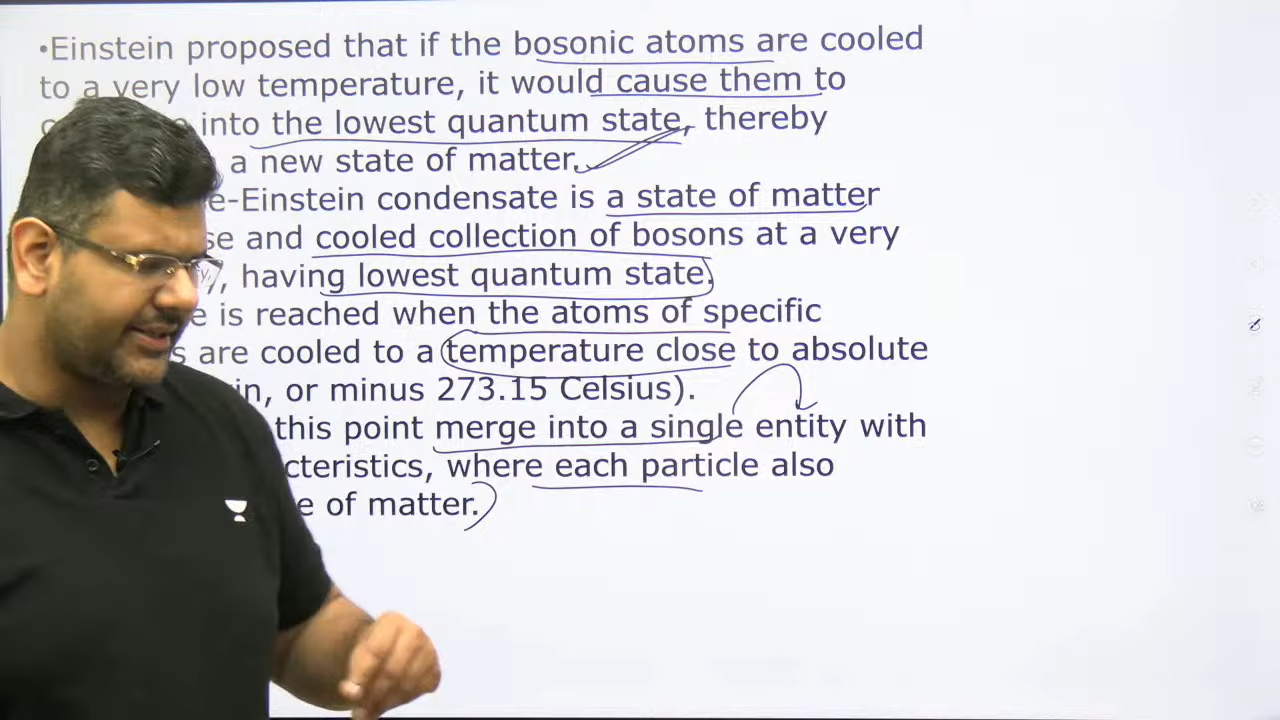 •Einstein proposed that if the bosonic atoms are cooled
to a very low temperature, it would cause them to
into the lowest quantum state, thereby
a new state of matter.
e-Einstein condensate is a state of matter
se and cooled collection of bosons at a very
, having lowest quantum state.
e is reached when the atoms of specific
s are cooled to a temperature close to absolute
in, or minus 273.15 Celsius).
this point merge into a single entity with
cteristics, where each particle also
e of matter.